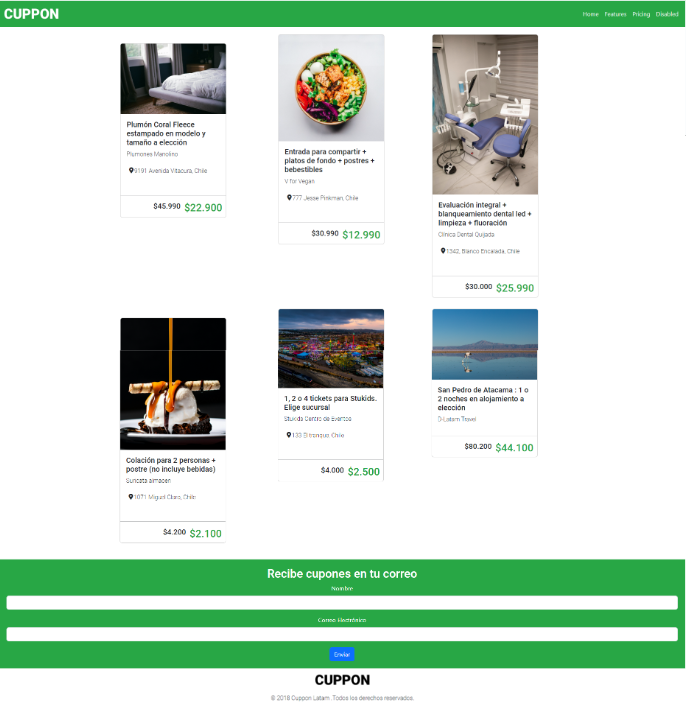 CUPPON
Home Features Pricing Disabled
Plumón Coral Fleece
estampado en modelo y
tamaño a elección
Plumones Manolino
9191 Avenida Vitacura, Chile
$45.990 $22.900
Entrada para compartir +
platos de fondo + postres +
bebestibles
V for Vegan
777 Jesse Pinkman, Chile
$30.990 $12.990
Evaluación integral +
blanqueamiento dental led +
limpieza + fluoración
Clínica Dental Quijada
1342, Blanco Encalada, Chile
$30.000 $25.990
Colación para 2 personas +
postre (no incluye bebidas)
almacen
1071 Miguel Claro, Chile
$4.200 $2.100
1, 2 o 4 tickets para Stukids.
Elige sucursal
Stukids Centro de Eventos
133 Chile
$4.000 $2.500
San Pedro de Atacama : 1 o
2 noches en alojamiento a
elección
D-Latam Travel
$80.200 $44.100
Recibe cupones en tu correo
Nombre
Correo Electrónico
Enviar
CUPPON
© 2018 Cuppon Latam .Todos los derechos reservados.